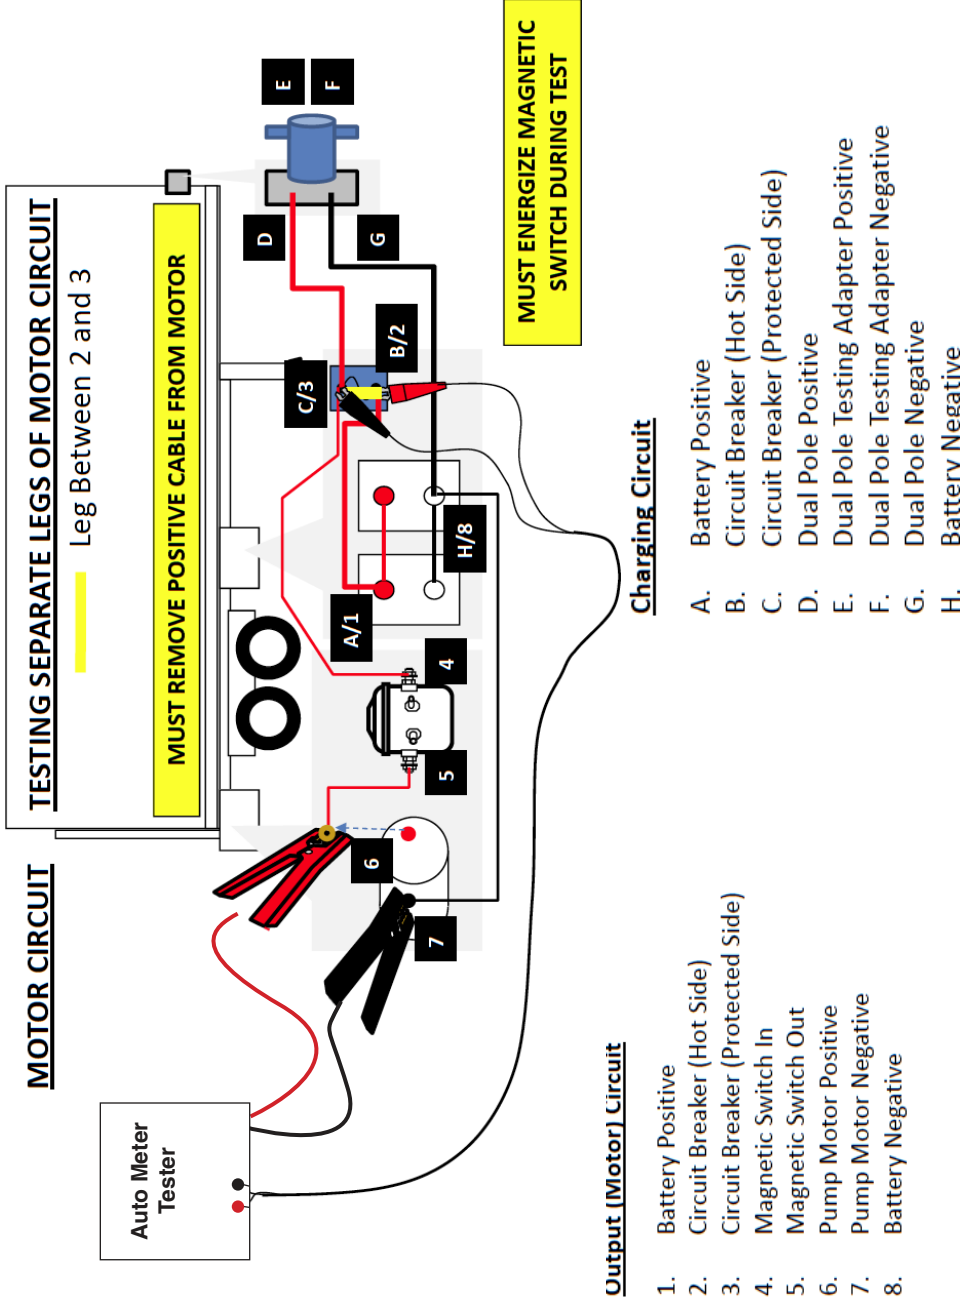 MOTOR CIRCUIT
TESTING SEPARATE LEGS OF MOTOR CIRCUIT
Leg Between 2 and 3
MUST REMOVE POSITIVE CABLE FROM MOTOR
Auto Meter
Tester
E
F
D
G
C/3
B/2
A/1
H/8
4
5
6
7
MUST ENERGIZE MAGNETIC
SWITCH DURING TEST
Output (Motor) Circuit
1. Battery Positive
2. Circuit Breaker (Hot Side)
3. Circuit Breaker (Protected Side)
4. Magnetic Switch In
5. Magnetic Switch Out
6. Pump Motor Positive
7. Pump Motor Negative
8. Battery Negative
Charging Circuit
A. Battery Positive
B. Circuit Breaker (Hot Side)
C. Circuit Breaker (Protected Side)
D. Dual Pole Positive
E. Dual Pole Testing Adapter Positive
F. Dual Pole Testing Adapter Negative
G. Dual Pole Negative
H. Battery Negative